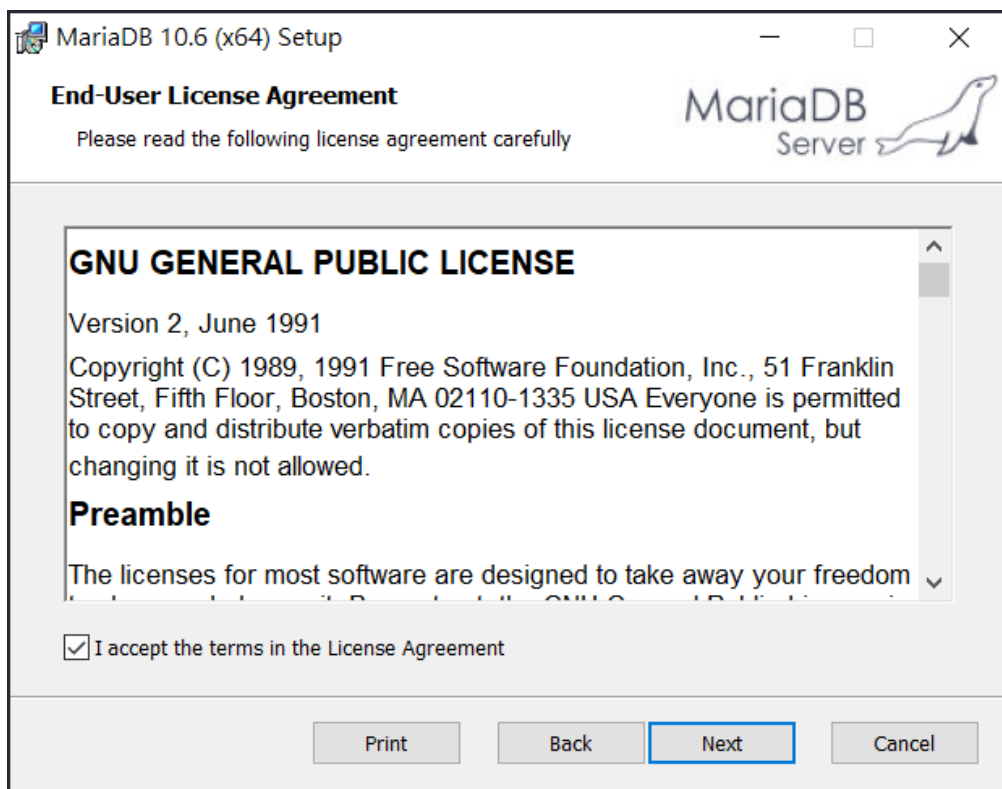 MariaDB 10.6 (x64) Setup
End-User License Agreement
Please read the following license agreement carefully
MariaDB
Server
GNU GENERAL PUBLIC LICENSE
Version 2, June 1991
Copyright (C) 1989, 1991 Free Software Foundation, Inc., 51 Franklin
Street, Fifth Floor, Boston, MA 02110-1335 USA Everyone is permitted
to copy and distribute verbatim copies of this license document, but
changing it is not allowed.
Preamble
The licenses for most software are designed to take away your freedom
I accept the terms in the License Agreement
Print
Back
Next
Cancel